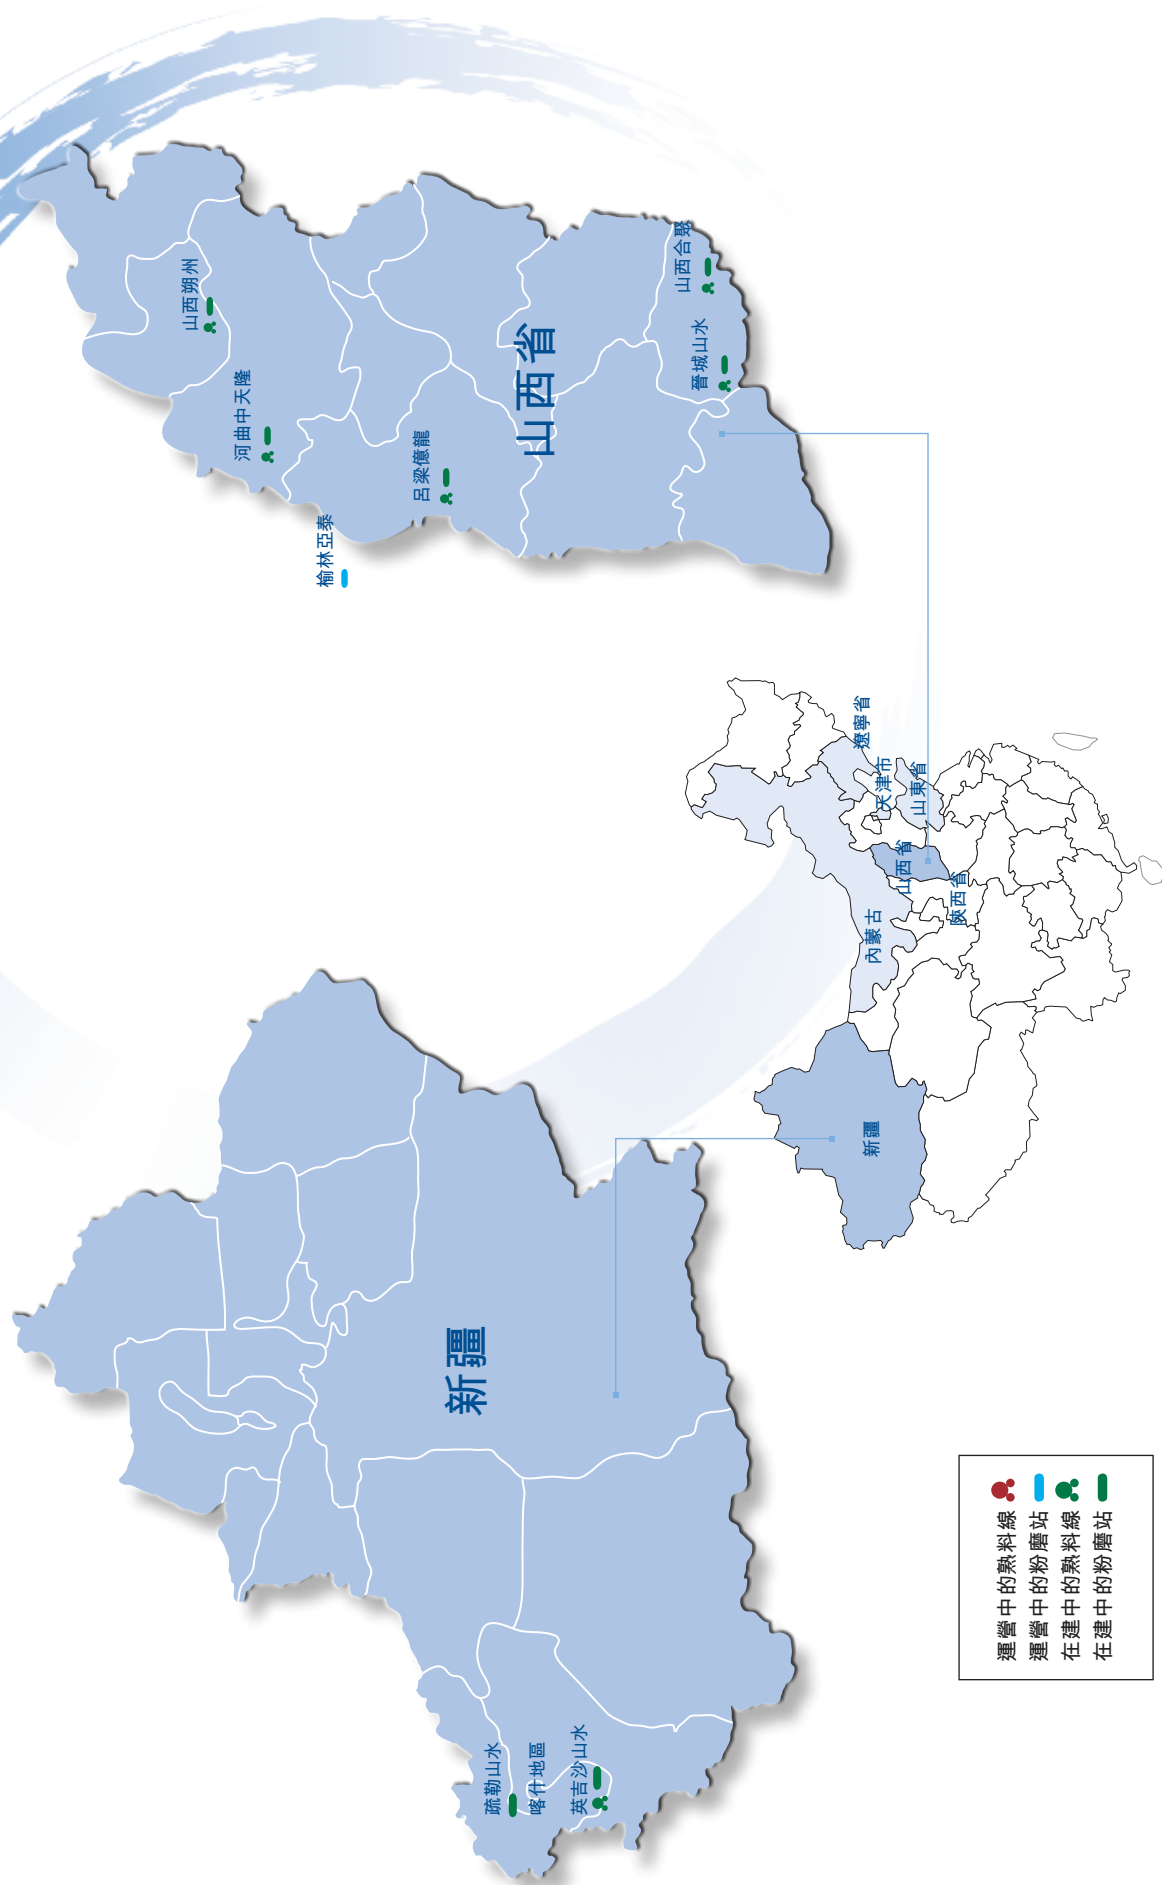 山西朔州
河曲中天隆
榆林亞泰
呂梁億龍
山西省
山西合聚
晉城山水
遼寧省
天津市
山東省
山西省
陝西省
內蒙古
新疆
新疆
疏勒山水
喀什地區
英吉沙山水
運營中的熟料線
運營中的粉磨站
在建中的熟料線
在建中的粉磨站